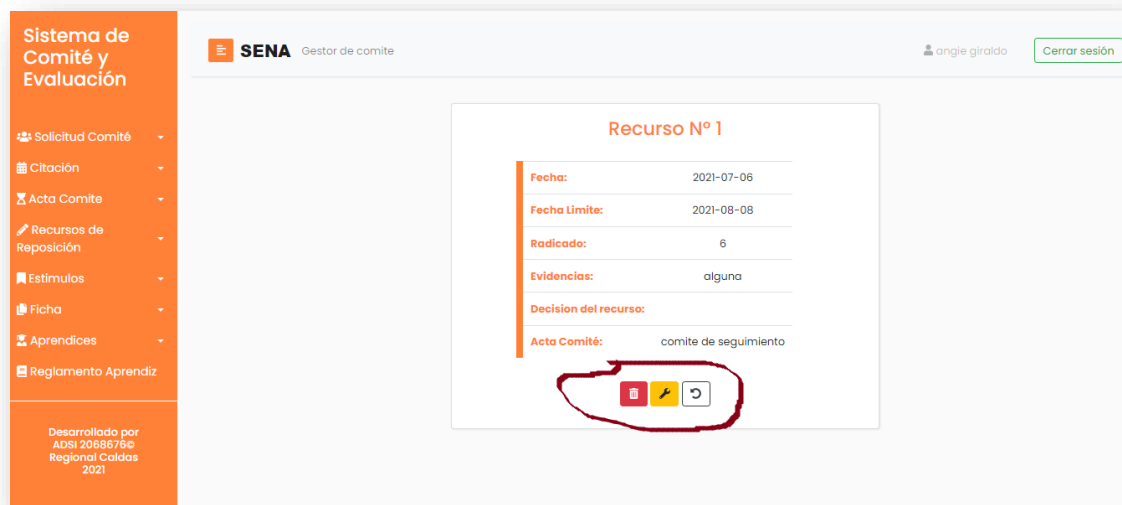 Sistema de
Comité y
Evaluación
SENA Gestor de comite
angie giraldo
Cerrar sesión
Solicitud Comité
Citación
Acta Comite
Recursos de
Reposición
Estimulos
Ficha
Aprendices
Reglamento Aprendiz
Desarrollado por
ADSI 2068676©
Regional Caldas
2021
Recurso Nº 1
Fecha: 2021-07-06
Fecha Limite: 2021-08-08
Radicado: 6
Evidencias: alguna
Decision del recurso:
Acta Comité: comite de seguimiento